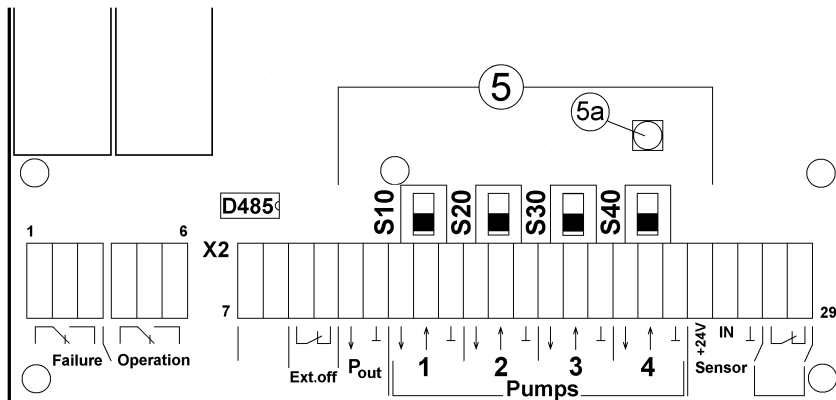 5
5a
D485
S10 S20 S30 S40
1 6
X2
7 29
+24V IN
Failure Operation
Ext.off Pout 1 2 3 4 Sensor
Pumps